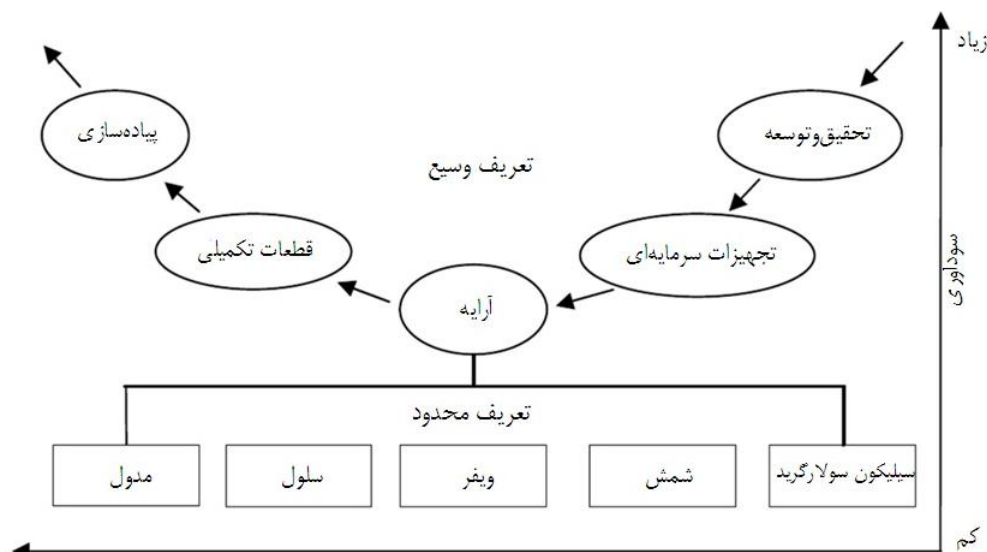 زیاد
تحقیق‌وتوسعه
پیاده‌سازی
تعریف وسیع
تجهیزات سرمایه‌ای
قطعات تکمیلی
سودآوری
آرایه
تعریف محدود
سیلیکون سولارگرید
شمش
ویفر
سلول
مدول
کم